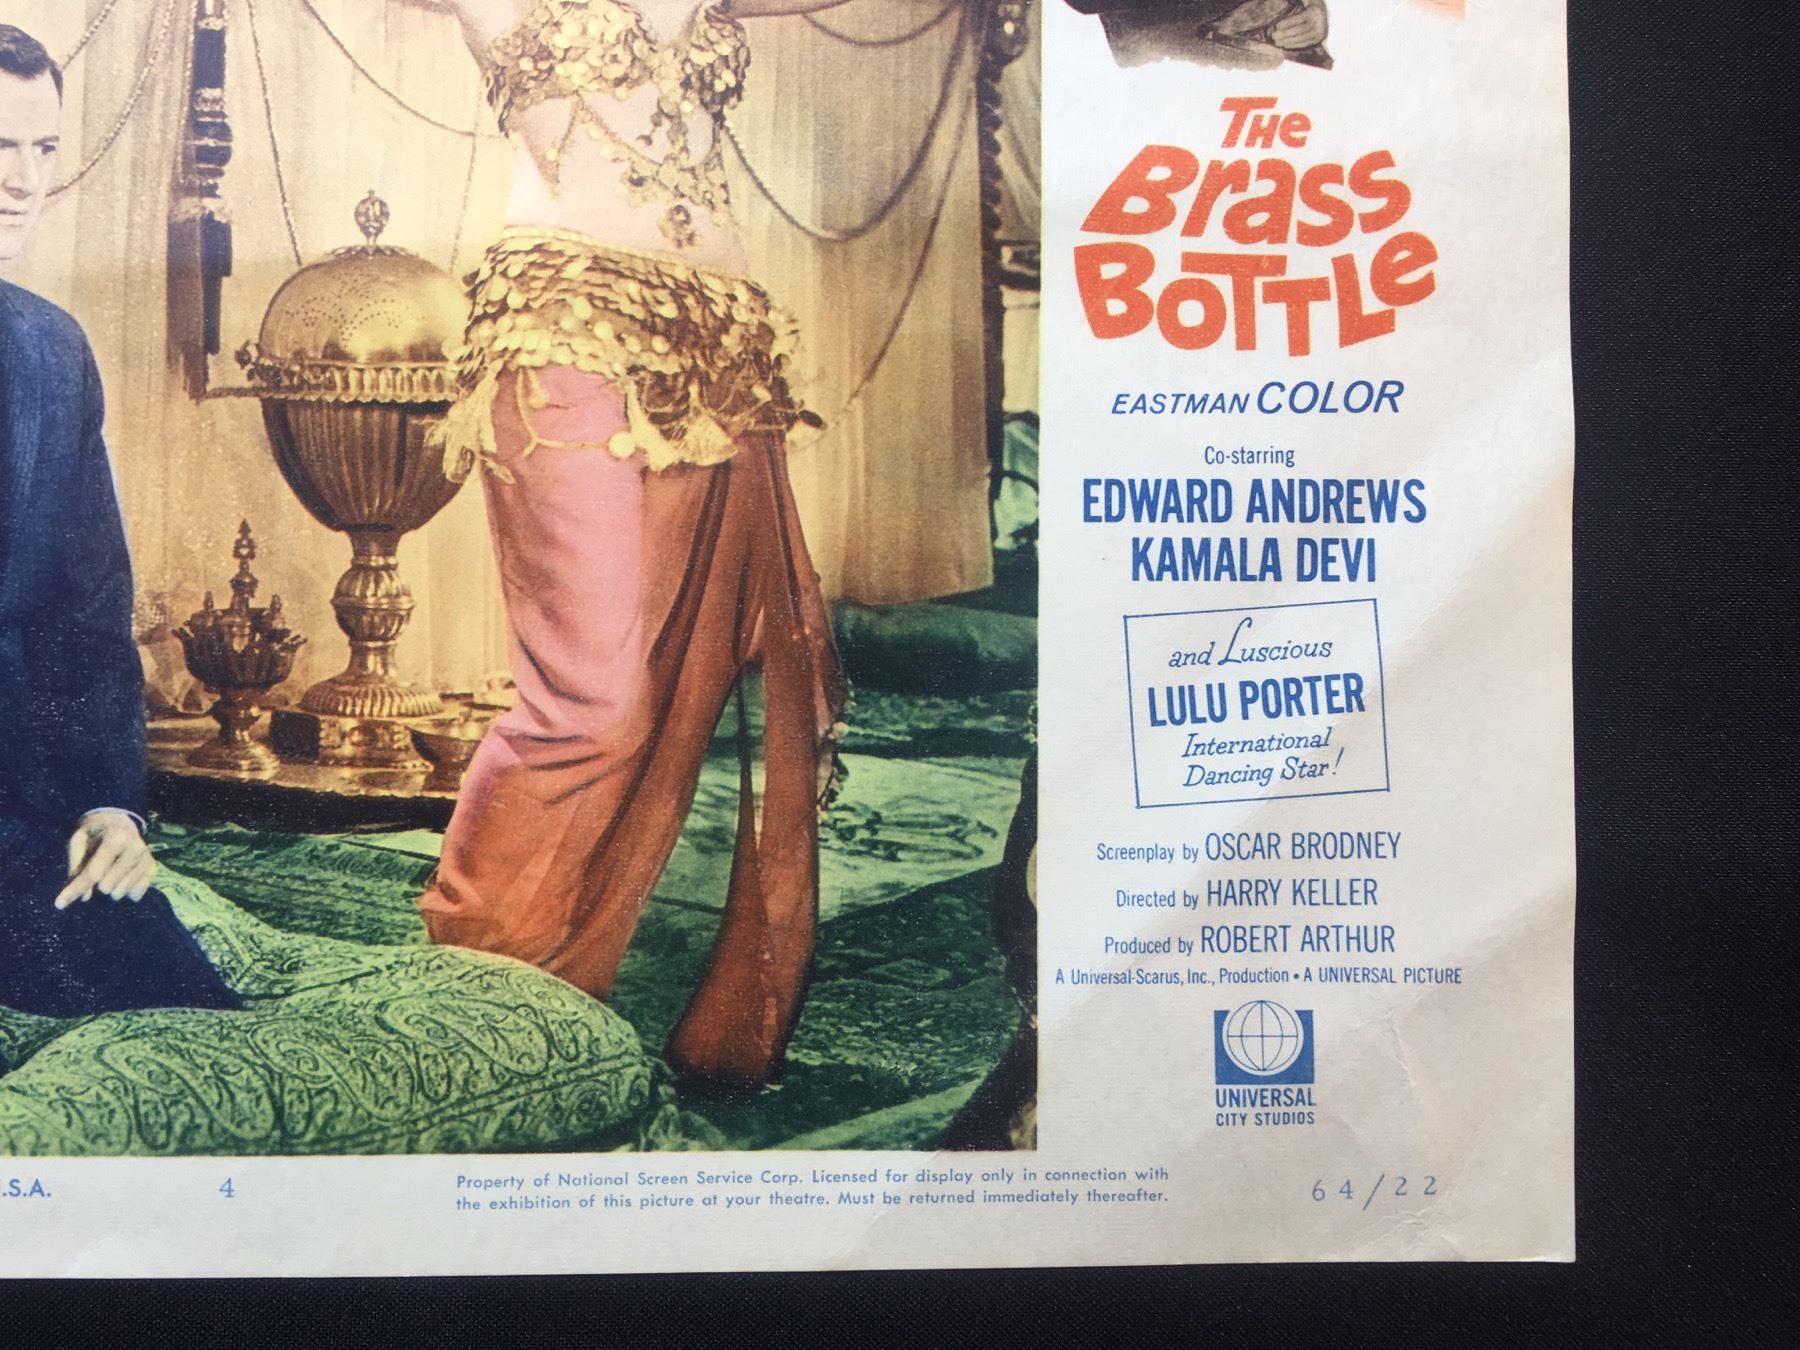 THe
Brass
BOTTLe
EASTMAN COLOR
Co-starring
EDWARD ANDREWS
KAMALA DEVI
and Luscious
LULU PORTER
International
Dancing Star!
Screenplay by OSCAR BRODNEY
Directed by HARRY KELLER
Produced by ROBERT ARTHUR
A Universal-Scarus, Inc., Production • A UNIVERSAL PICTURE
UNIVERSAL
CITY STUDIOS
.S.A.
4
Property of National Screen Service Corp. Licensed for display only in connection with
the exhibition of this picture at your theatre. Must be returned immediately thereafter.
64/22